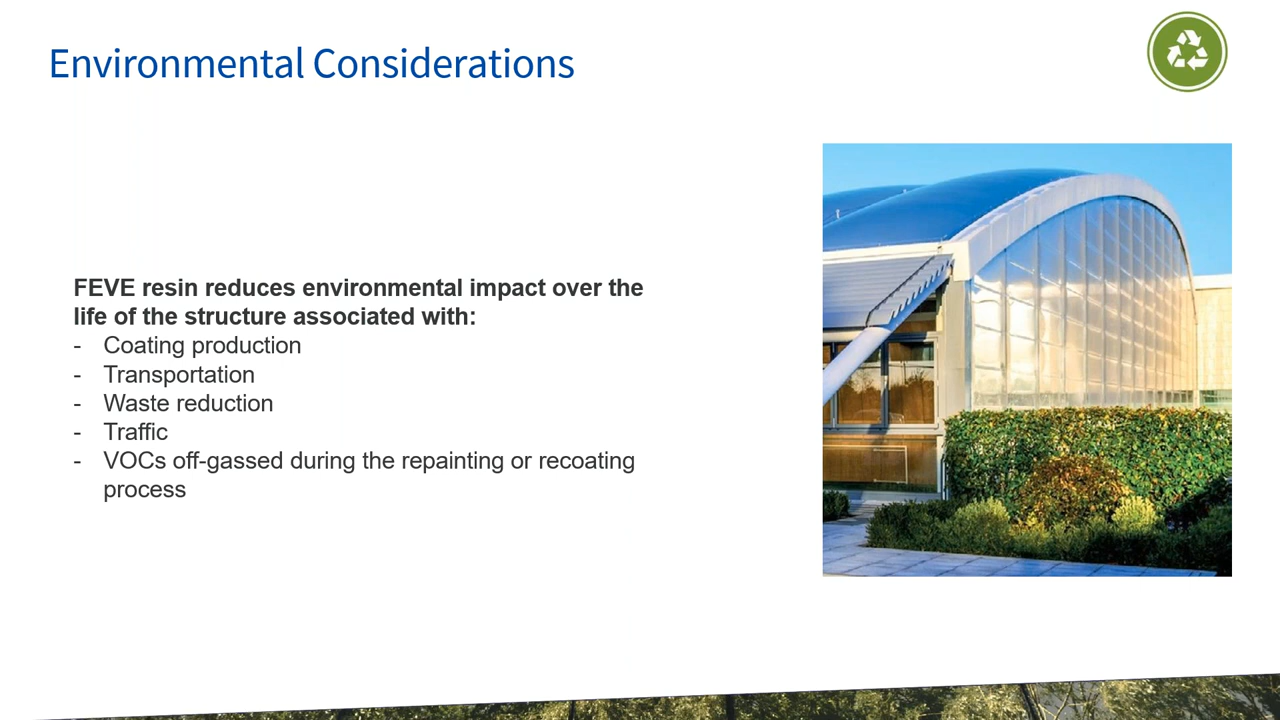 Environmental Considerations
FEVE resin reduces environmental impact over the
life of the structure associated with:
- Coating production
- Transportation
- Waste reduction
- Traffic
- VOCs off-gassed during the repainting or recoating
process